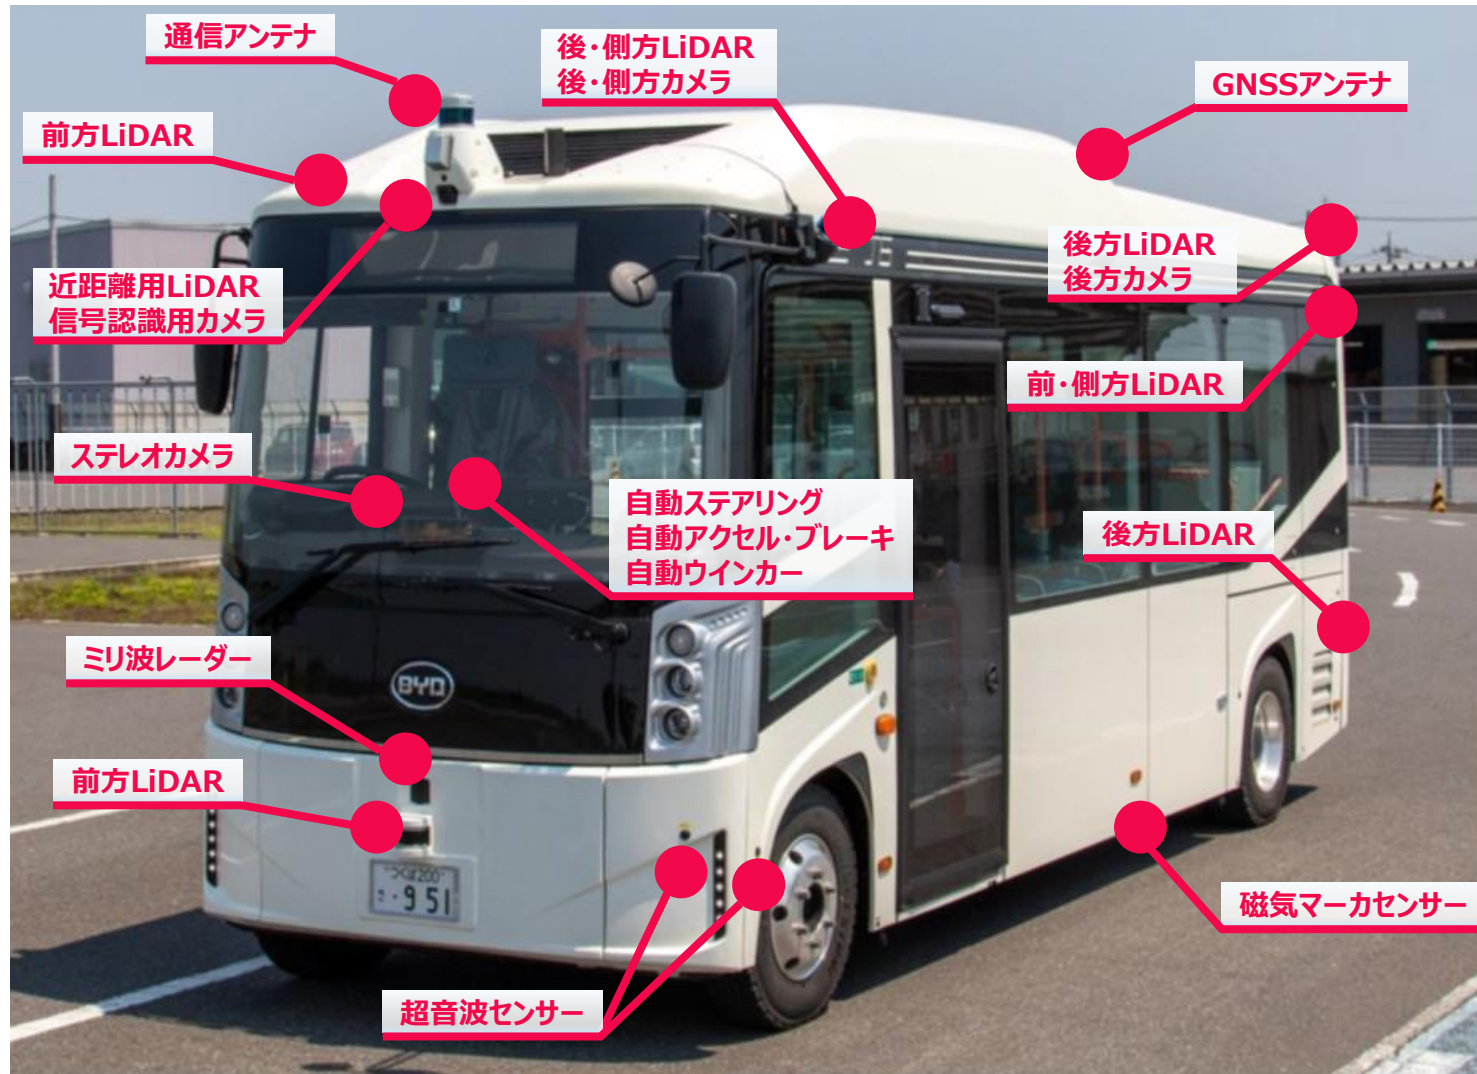 通信アンテナ
後・側方LiDAR
後・側方カメラ
GNSSアンテナ
前方LiDAR
後方LiDAR
後方カメラ
近距離用LiDAR
信号認識用カメラ
前・側方LiDAR
ステレオカメラ
自動ステアリング
自動アクセル・ブレーキ
自動ウインカー
後方LiDAR
ミリ波レーダー
BYD
前方LiDAR
つくば200
さ・951
磁気マーカセンサー
超音波センサー